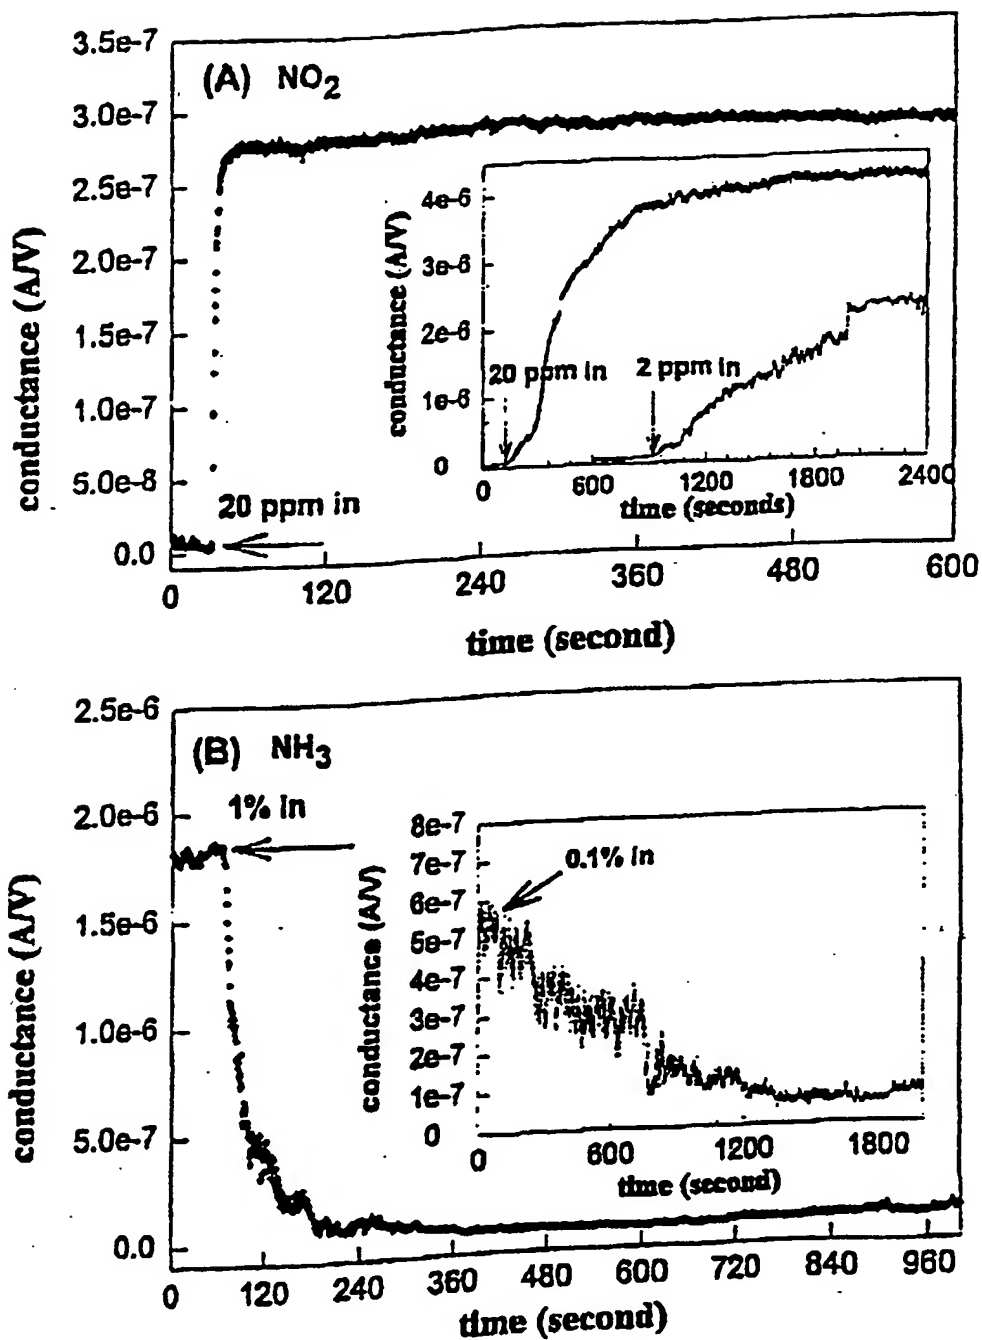 3.5e-7
(A) NO2
3.0e-7
2.5e-7
2.0e-7
1.5e-7
1.0e-7
5.0e-8
0.0
conductance (A/V)
20 ppm in
0 120 240 360 480 600
time (second)
4e-6
3e-6
2e-6
1e-6
0
conductance (A/V)
20 ppm in
2 ppm in
0 600 1200 1800 2400
time (seconds)
2.5e-6
(B) NH3
2.0e-6
1.5e-6
1.0e-6
5.0e-7
0.0
conductance (A/V)
1% in
0 120 240 360 480 600 720 840 960
time (second)
8e-7
7e-7
6e-7
5e-7
4e-7
3e-7
2e-7
1e-7
0
conductance (A/V)
0.1% in
0 600 1200 1800
time (second)